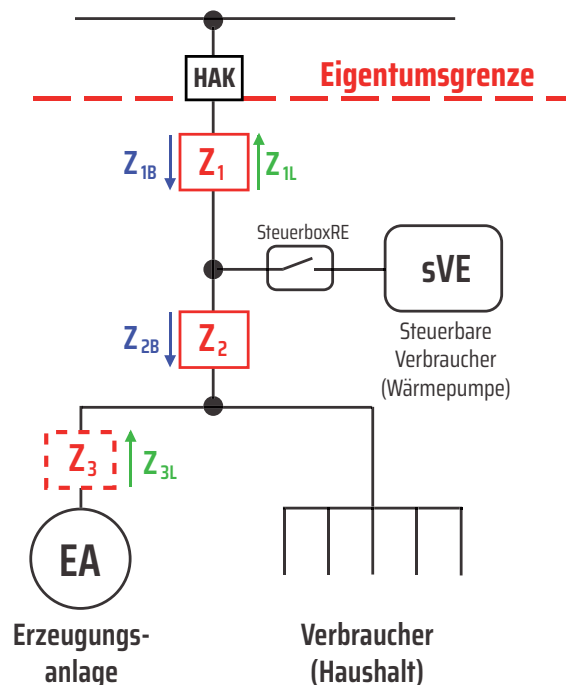 HAK
Eigentumsgrenze
Z1B
Z1
Z1L
SteuerboxRE
sVE
Steuerbare
Verbraucher
(Wärmepumpe)
Z2B
Z2
Z3
Z3L
EA
Erzeugungs-
anlage
Verbraucher
(Haushalt)